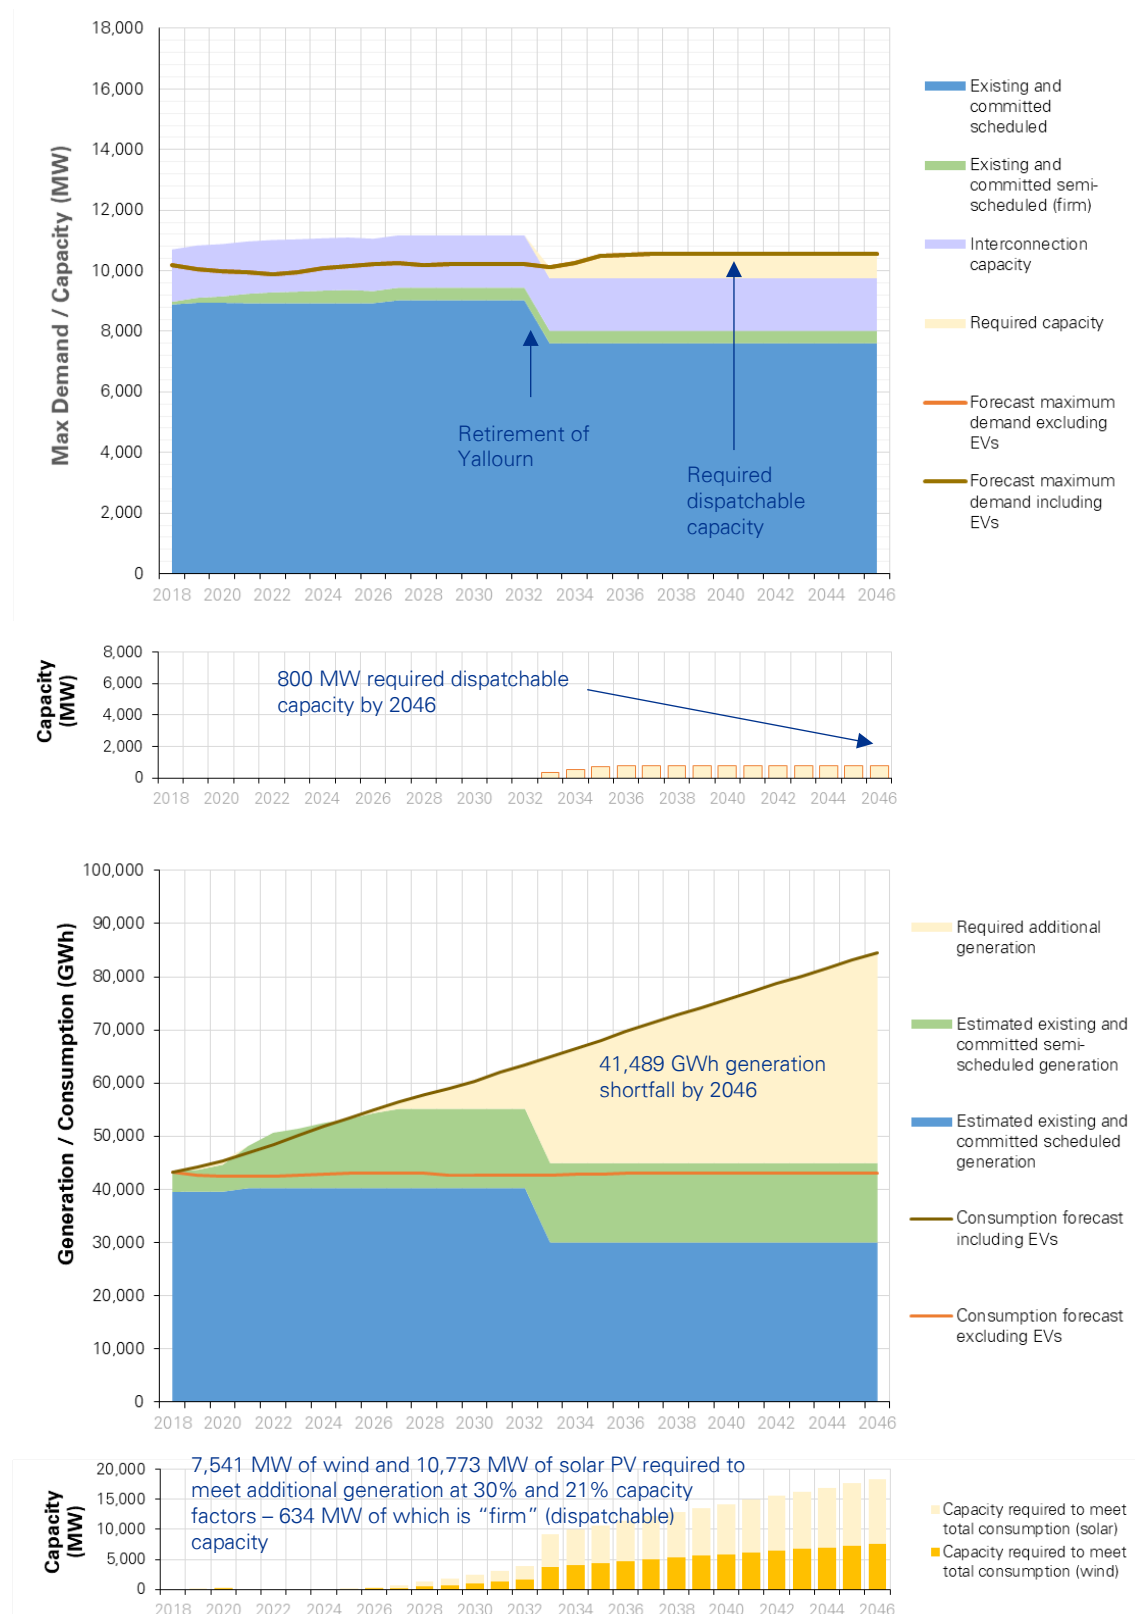 18,000
16,000
14,000
12,000
10,000
8,000
6,000
4,000
2,000
0
Max Demand / Capacity (MW)
2018 2020 2022 2024 2026 2028 2030 2032 2034 2036 2038 2040 2042 2044 2046
Retirement of
Yallourn
Required
dispatchable
capacity
Existing and
committed
scheduled
Existing and
committed semi-
scheduled (firm)
Interconnection
capacity
Required capacity
Forecast maximum
demand excluding
EVs
Forecast maximum
demand including
EVs
8,000
6,000
4,000
2,000
0
Capacity
(MW)
800 MW required dispatchable
capacity by 2046
2018 2020 2022 2024 2026 2028 2030 2032 2034 2036 2038 2040 2042 2044 2046
100,000
90,000
80,000
70,000
60,000
50,000
40,000
30,000
20,000
10,000
0
Generation / Consumption (GWh)
41,489 GWh generation
shortfall by 2046
2018 2020 2022 2024 2026 2028 2030 2032 2034 2036 2038 2040 2042 2044 2046
Required additional
generation
Estimated existing and
committed semi-
scheduled generation
Estimated existing and
committed scheduled
generation
Consumption forecast
including EVs
Consumption forecast
excluding EVs
20,000
15,000
10,000
5,000
0
Capacity
(MW)
7,541 MW of wind and 10,773 MW of solar PV required to
meet additional generation at 30% and 21% capacity
factors – 634 MW of which is “firm” (dispatchable)
capacity
2018 2020 2022 2024 2026 2028 2030 2032 2034 2036 2038 2040 2042 2044 2046
Capacity required to meet
total consumption (solar)
Capacity required to meet
total consumption (wind)